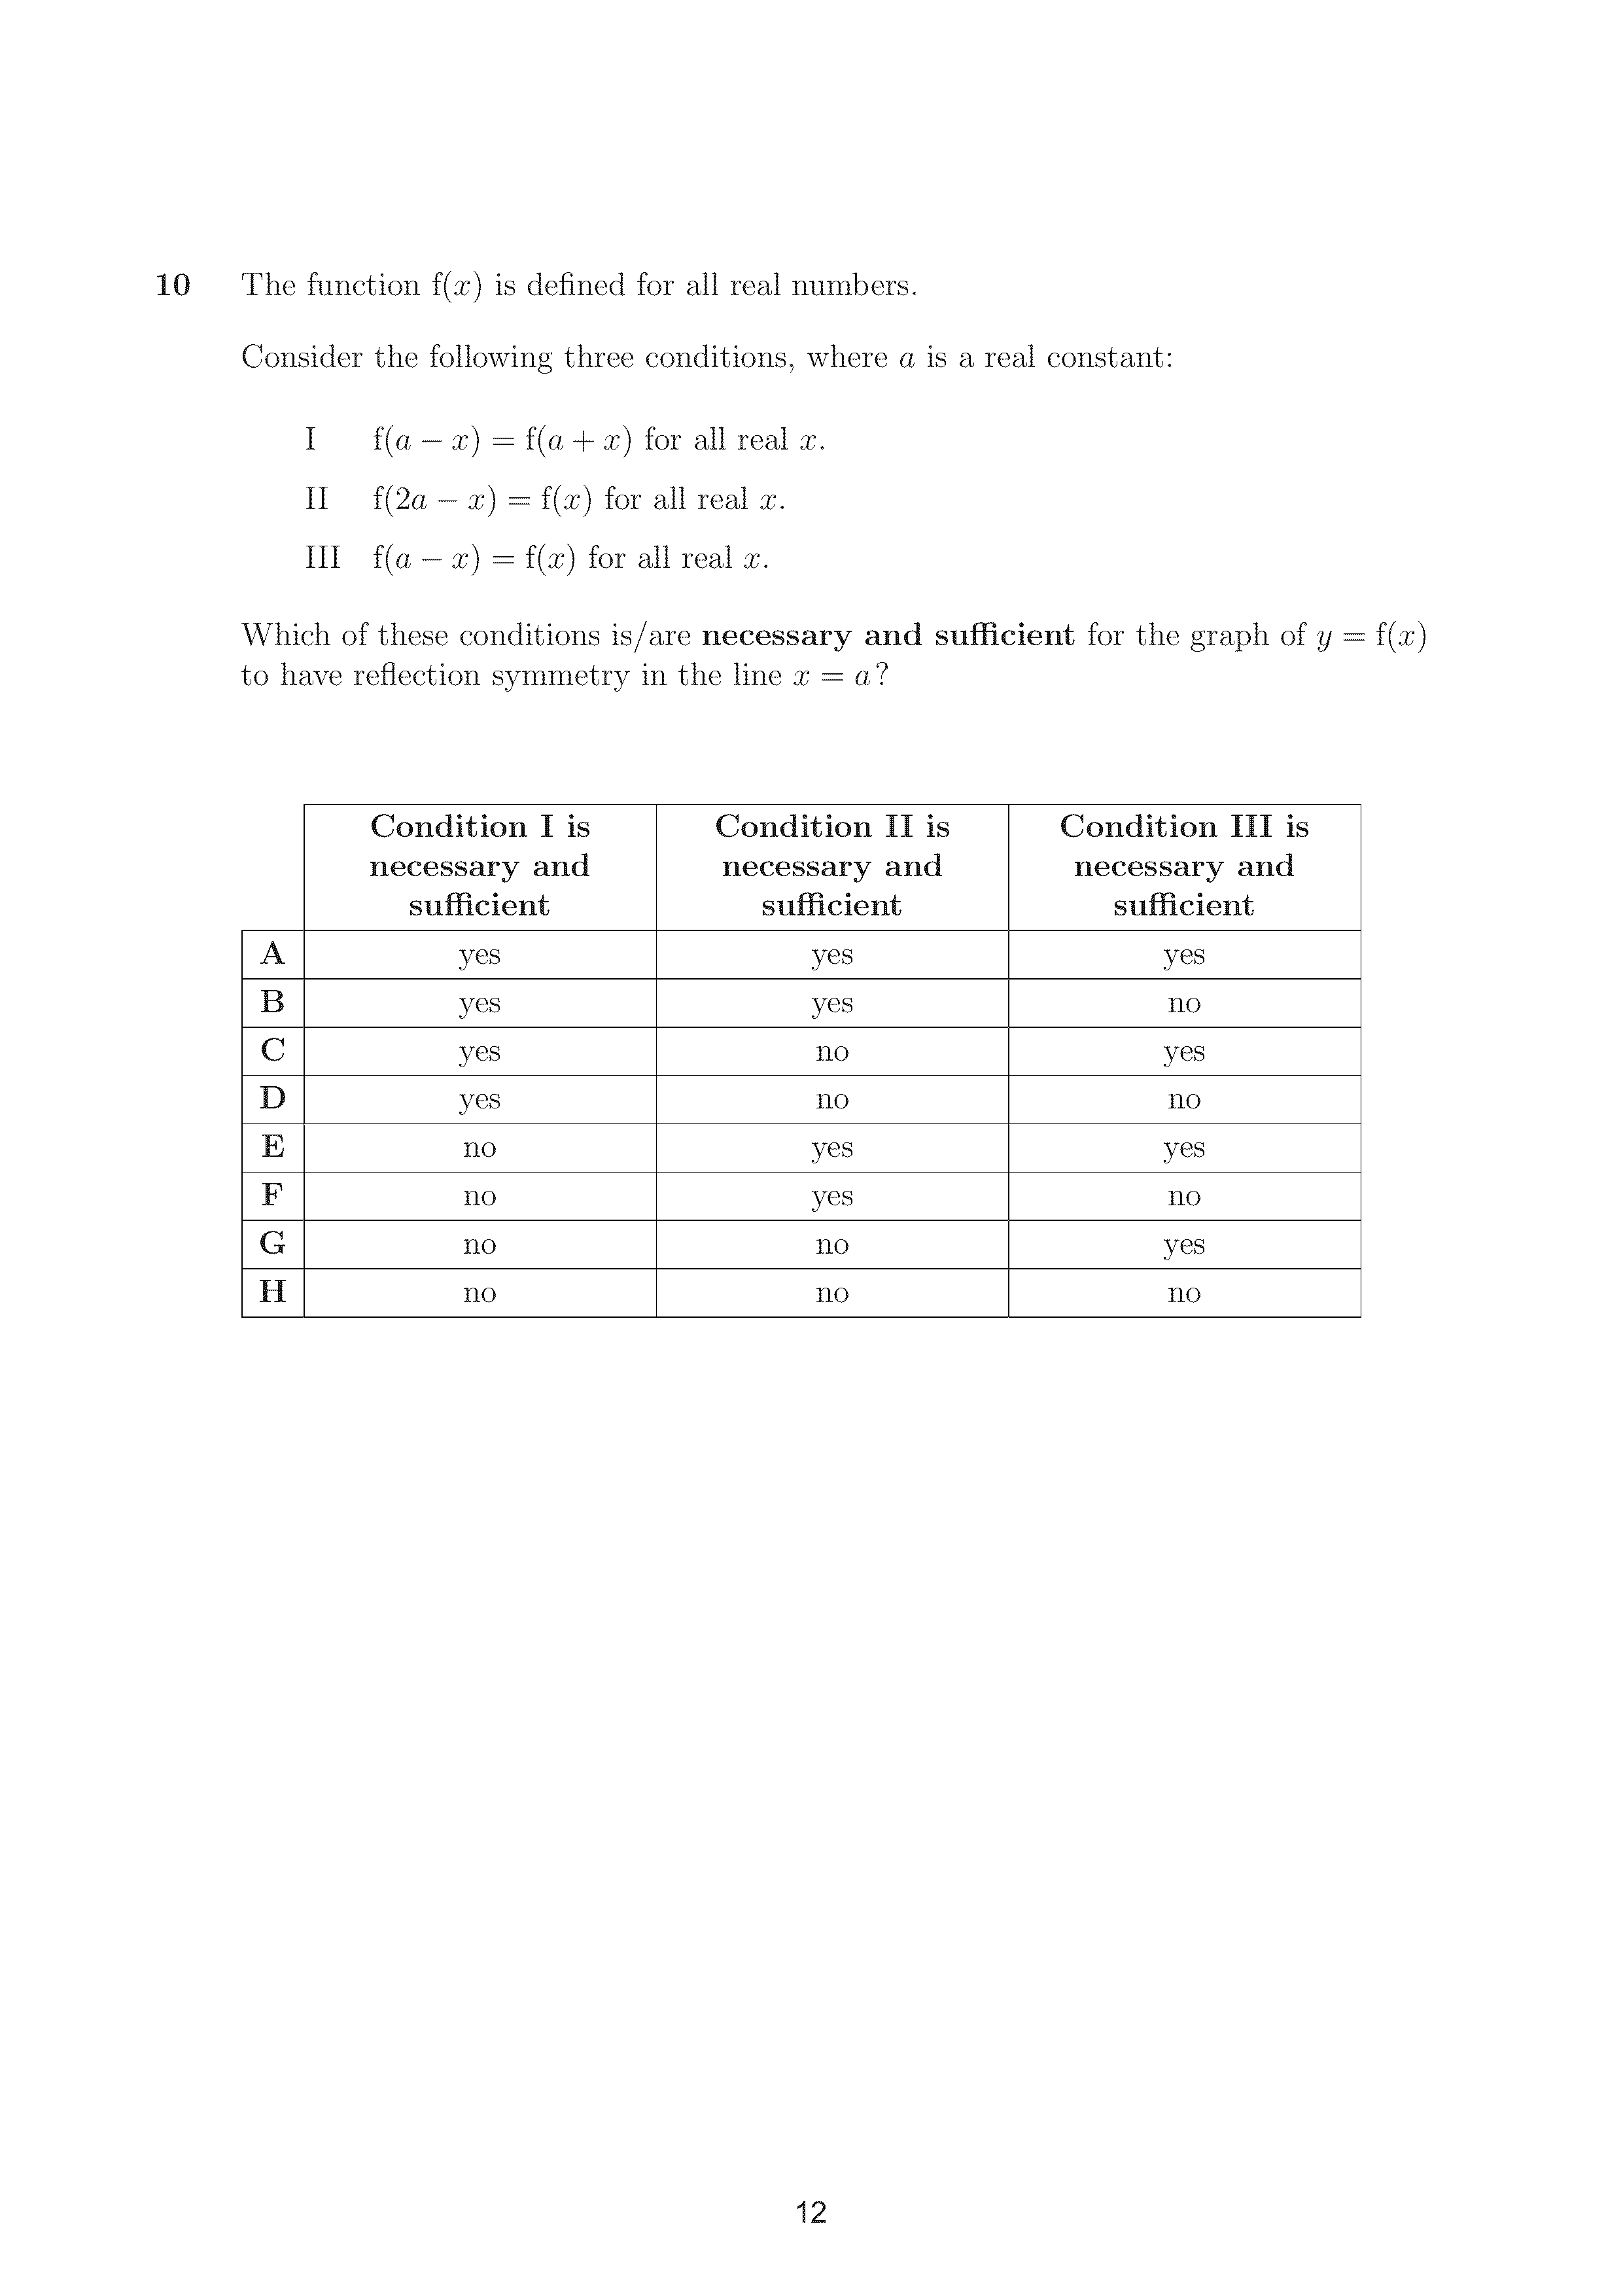 10 The function f(x) is defined for all real numbers.
Consider the following three conditions, where a is a real constant:
I f(a − x) = f(a + x) for all real x.
II f(2a − x) = f(x) for all real x.
III f(a − x) = f(x) for all real x.
Which of these conditions is/are necessary and sufficient for the graph of y = f(x)
to have reflection symmetry in the line x = a?
Condition I is necessary and sufficient Condition II is necessary and sufficient Condition III is necessary and sufficient
A yes yes yes
B yes yes no
C yes no yes
D yes no no
E no yes yes
F no yes no
G no no yes
H no no no
12